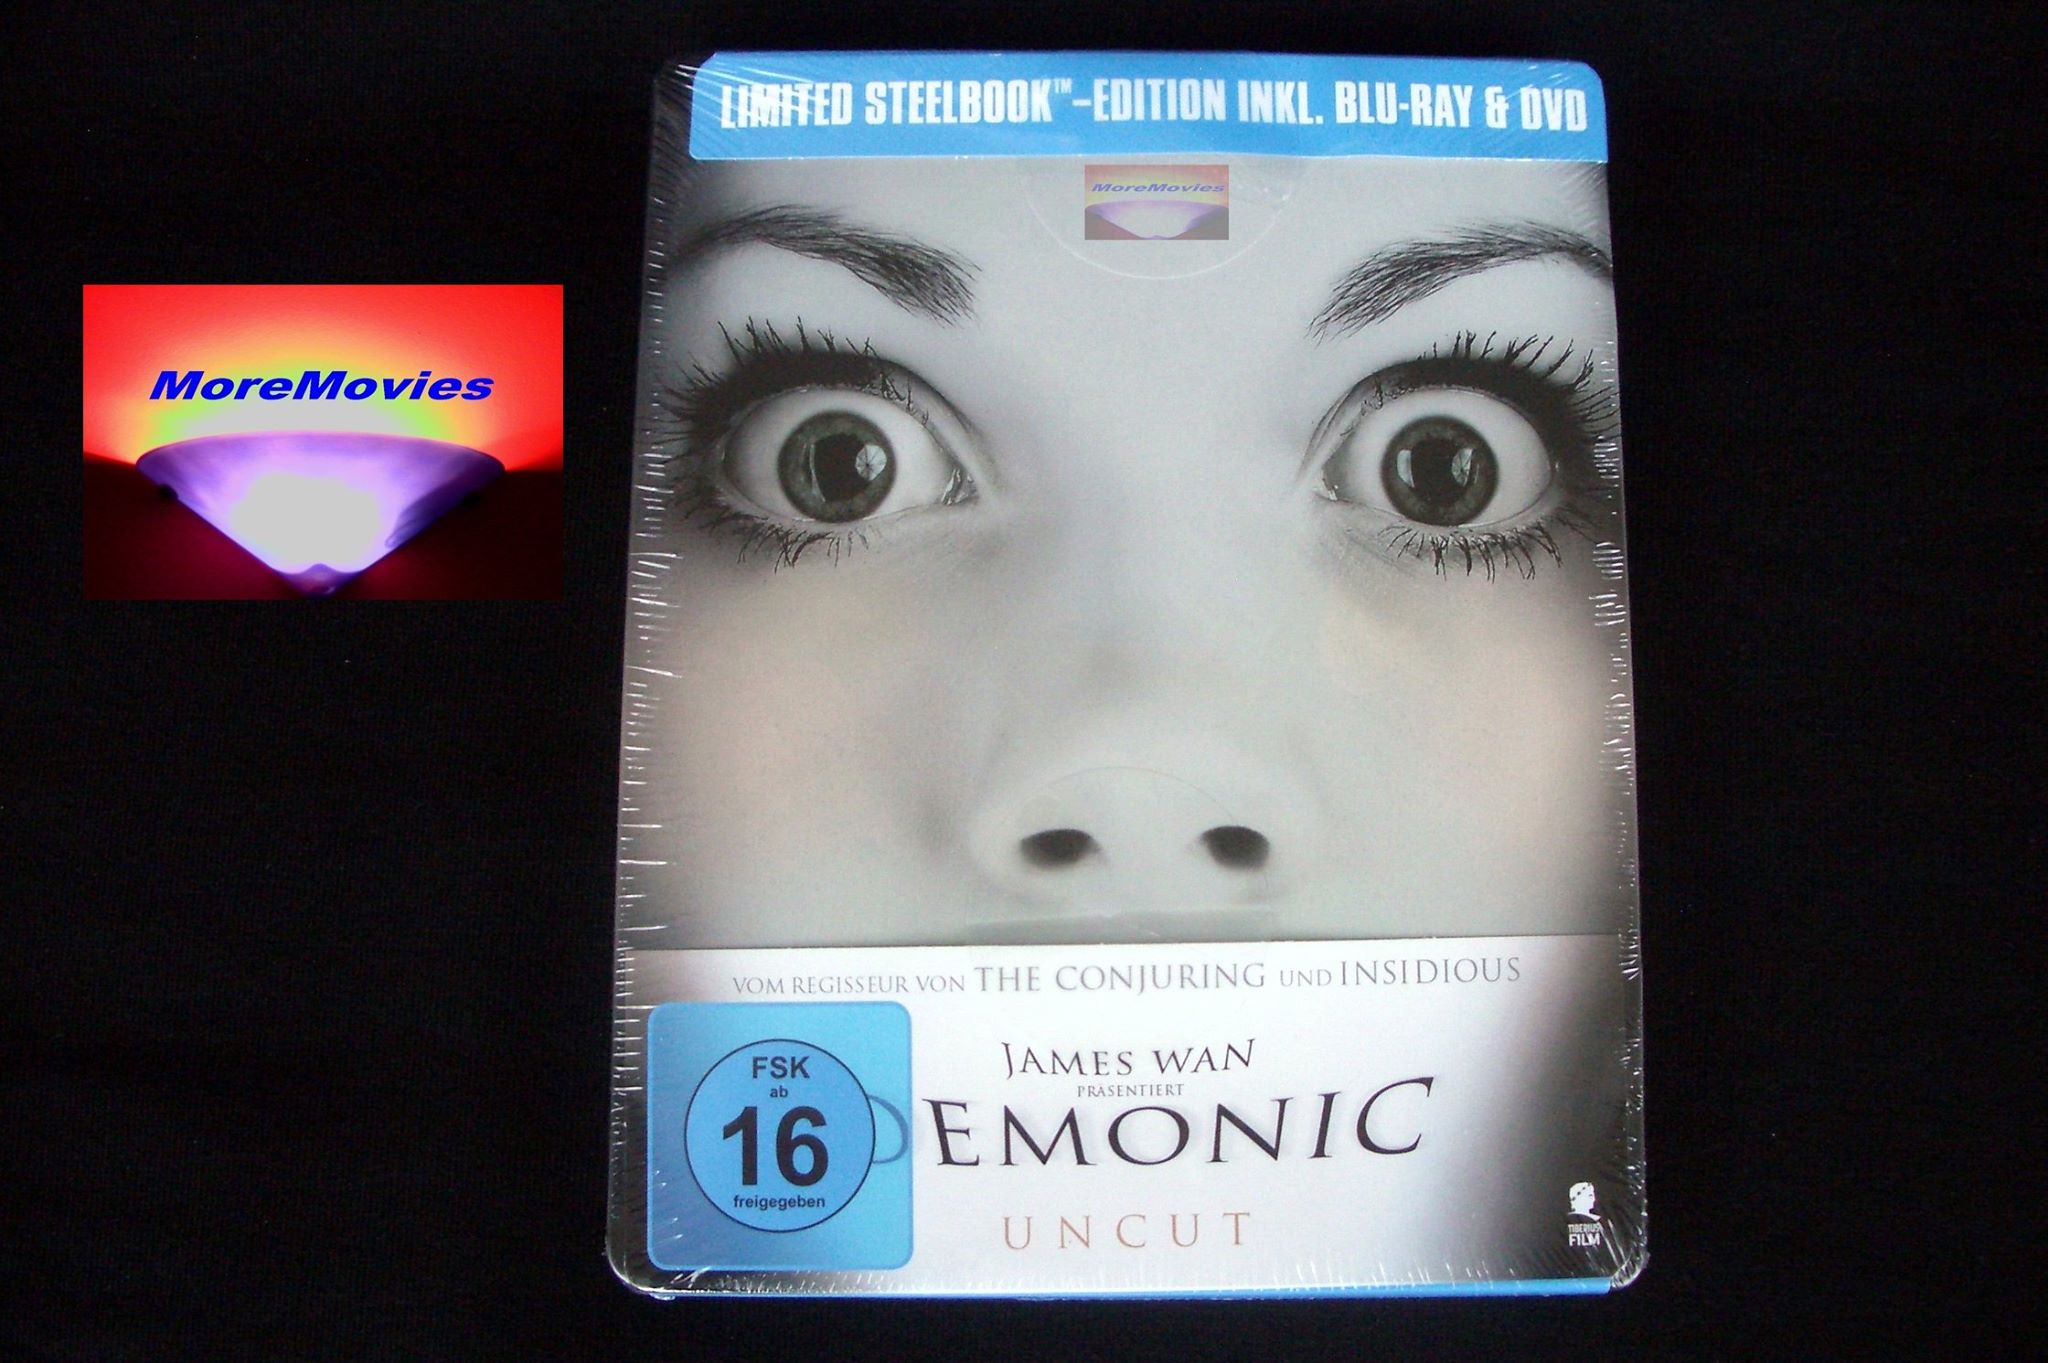 LIMITED STEELBOOK™-EDITION INKL. BLU-RAY & DVD
MoreMovies
MoreMovies
VOM REGISSEUR VON THE CONJURING UND INSIDIOUS
JAMES WAN
PRÄSENTIERT
DEMONIC
UNCUT
FSK
ab
16
freigegeben
TIBERIUS
FILM